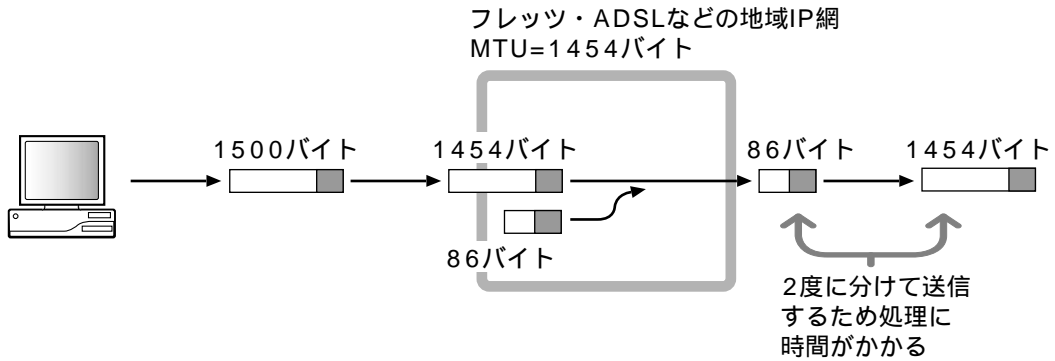 フレッツ・ADSLなどの地域IP網
MTU=1454バイト
1500バイト
1454バイト
86バイト
1454バイト
86バイト
2度に分けて送信
するため処理に
時間がかかる